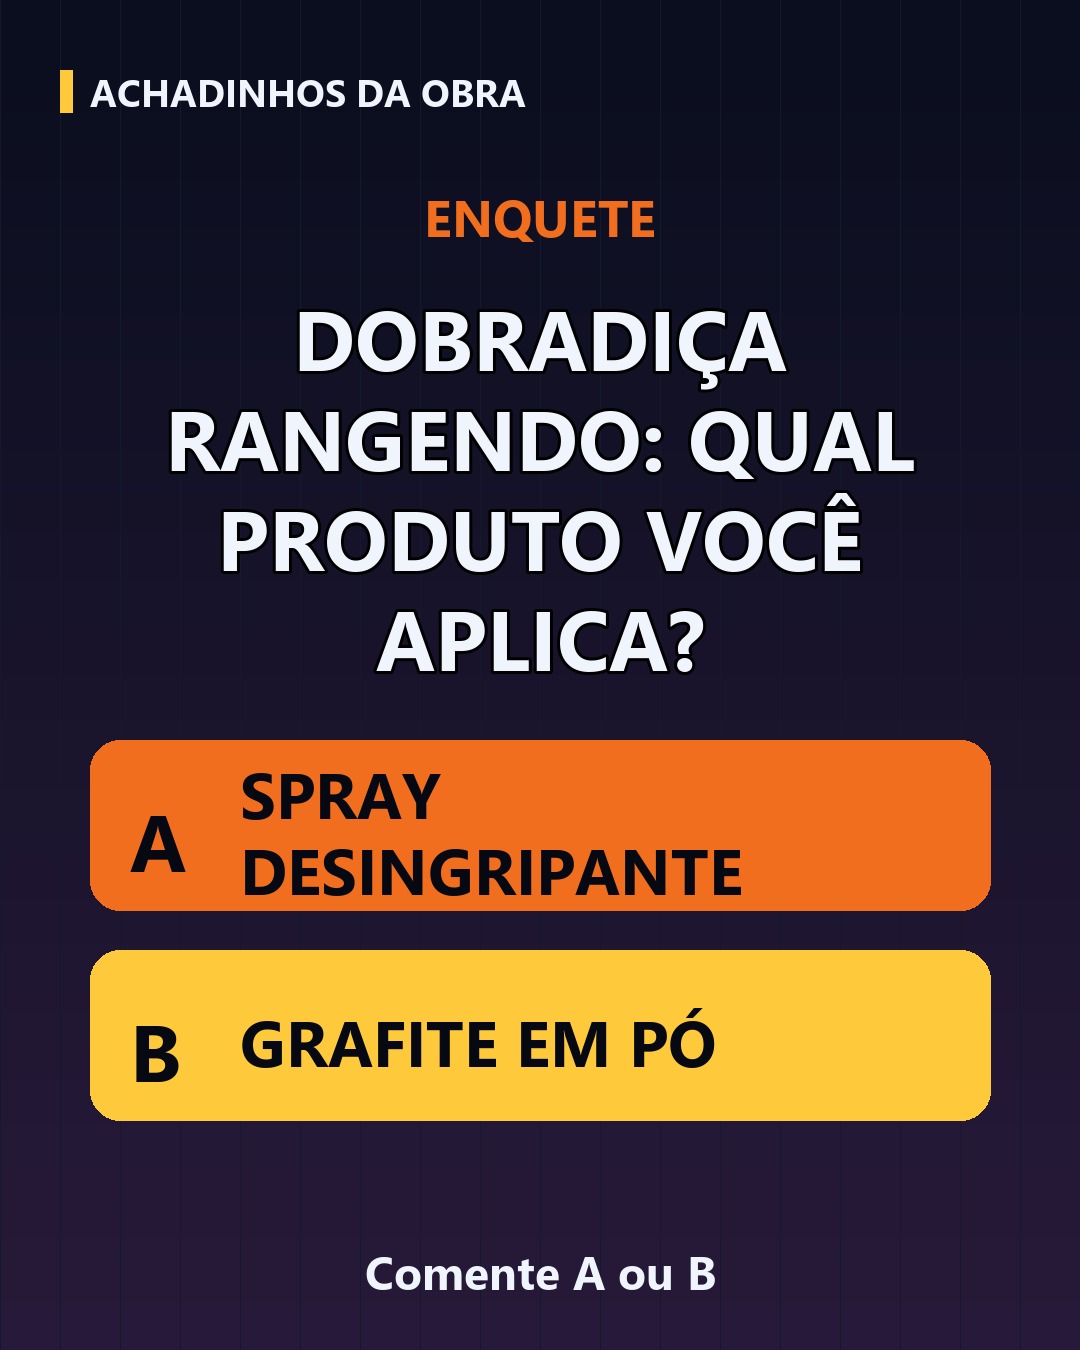 ACHADINHOS DA OBRA
ENQUETE
DOBRADIÇA
RANGENDO: QUAL
PRODUTO VOCÊ
APLICA?
A
SPRAY
DESINGRIPANTE
B
GRAFITE EM PÓ
Comente A ou B